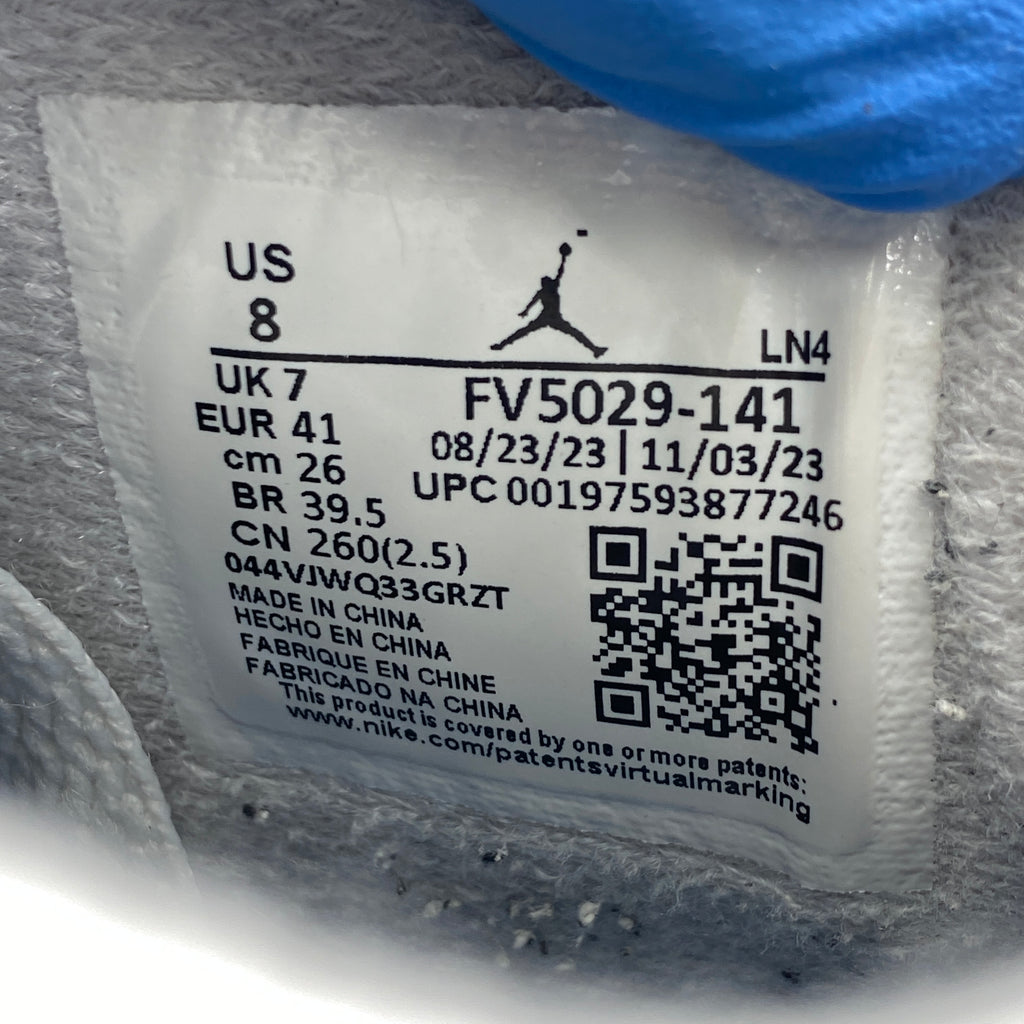 US
8
LN4
UK 7
EUR 41
cm 26
BR 39.5
CN 260(2.5)
044VJWQ33GRZT
FV5029-141
08/23/23 | 11/03/23
UPC 00197593877246
MADE IN CHINA
HECHO EN CHINA
FABRIQUE EN CHINE
FABRICADO NA CHINA
This product is covered by one or more patents:
www.nike.com/patentsvirtualmarking